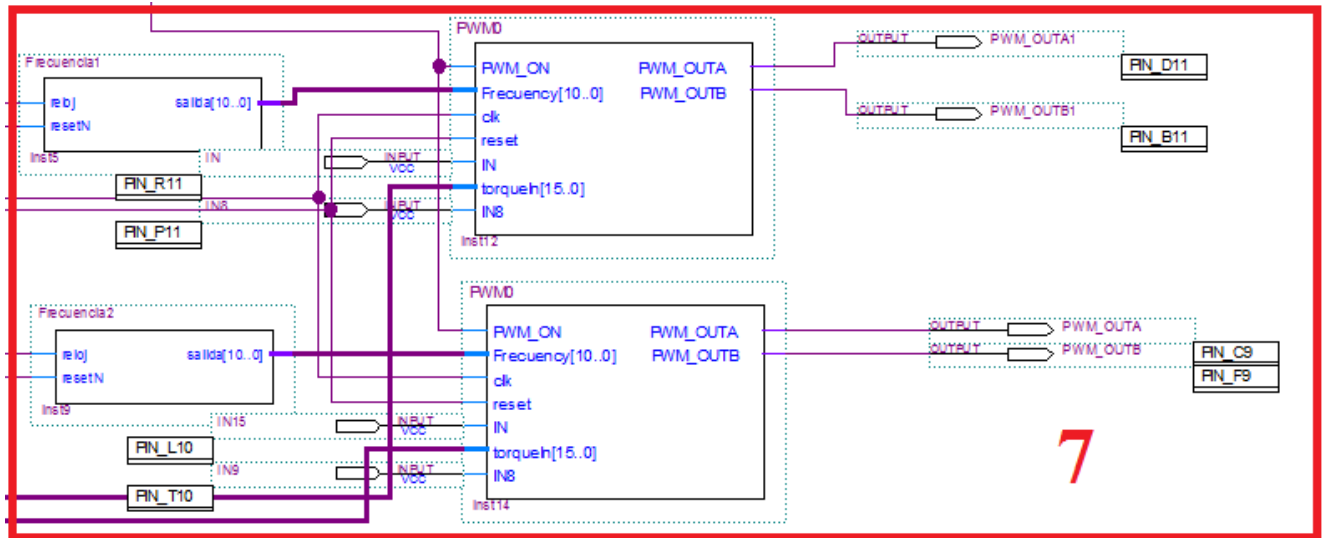 PWM0
OUTPUT PWM_OUTA1
PIN_D11
Frecuencia1
PWM_ON PWM_OUTA
reloj salida[10..0] Frecuency[10..0] PWM_OUTB
OUTPUT PWM_OUTB1
clk
resetN
reset
PIN_B11
inst5 IN INPUT
VCC
IN
PIN_R11
torqueh[15..0]
IN8 INPUT
VCC
IN8
PIN_P11
inst12
PWM0
Frecuencia2
PWM_ON PWM_OUTA OUTPUT PWM_OUTA
reloj salida[10..0] Frecuency[10..0] PWM_OUTB OUTPUT PWM_OUTB
PIN_C9
resetN clk
PIN_F9
inst9 reset
IN15 INPUT
VCC
IN
PIN_L10 torqueh[15..0]
IN9 INPUT
VCC
IN8
7
PIN_T10
inst14